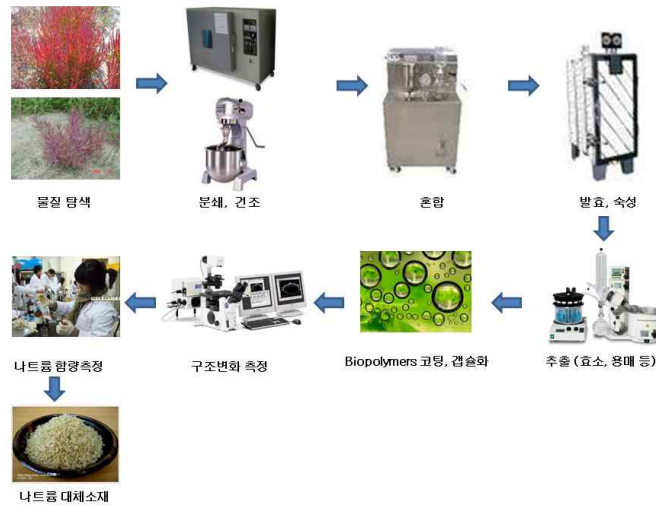 물질 탐색
분쇄, 건조
혼합
발효, 숙성
나트륨 함량측정
구조변화 측정
Biopolymers 코팅, 캡슐화
추출 (효소, 용매 등)
나트륨 대체소재